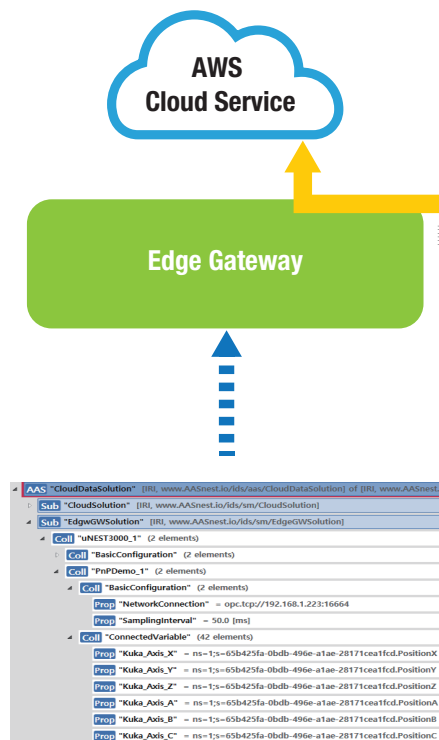 AWS
Cloud Service
Edge Gateway
AAS "CloudDataSolution" [IRI, www.AASnest.io/ids/aas/CloudDataSolution] of [IRI, www.AASnest.
Sub "CloudSolution" [IRI, www.AASnest.io/ids/sm/CloudSolution]
Sub "EdgwGWSolution" [IRI, www.AASnest.io/ids/sm/EdgeGWSolution]
Coll "uNEST3000_1" (2 elements)
Coll "BasicConfiguration" (2 elements)
Coll "PnPDemo_1" (2 elements)
Coll "BasicConfiguration" (2 elements)
Prop "NetworkConnection" = opc.tcp://192.168.1.223:16664
Prop "SamplingInterval" = 50.0 [ms]
Coll "ConnectedVariable" (42 elements)
Prop "Kuka_Axis_X" = ns=1;s=65b425fa-0bdb-496e-a1ae-28171cea1fcd.PositionX
Prop "Kuka_Axis_Y" = ns=1;s=65b425fa-0bdb-496e-a1ae-28171cea1fcd.PositionY
Prop "Kuka_Axis_Z" = ns=1;s=65b425fa-0bdb-496e-a1ae-28171cea1fcd.PositionZ
Prop "Kuka_Axis_A" = ns=1;s=65b425fa-0bdb-496e-a1ae-28171cea1fcd.PositionA
Prop "Kuka_Axis_B" = ns=1;s=65b425fa-0bdb-496e-a1ae-28171cea1fcd.PositionB
Prop "Kuka_Axis_C" = ns=1;s=65b425fa-0bdb-496e-a1ae-28171cea1fcd.PositionC